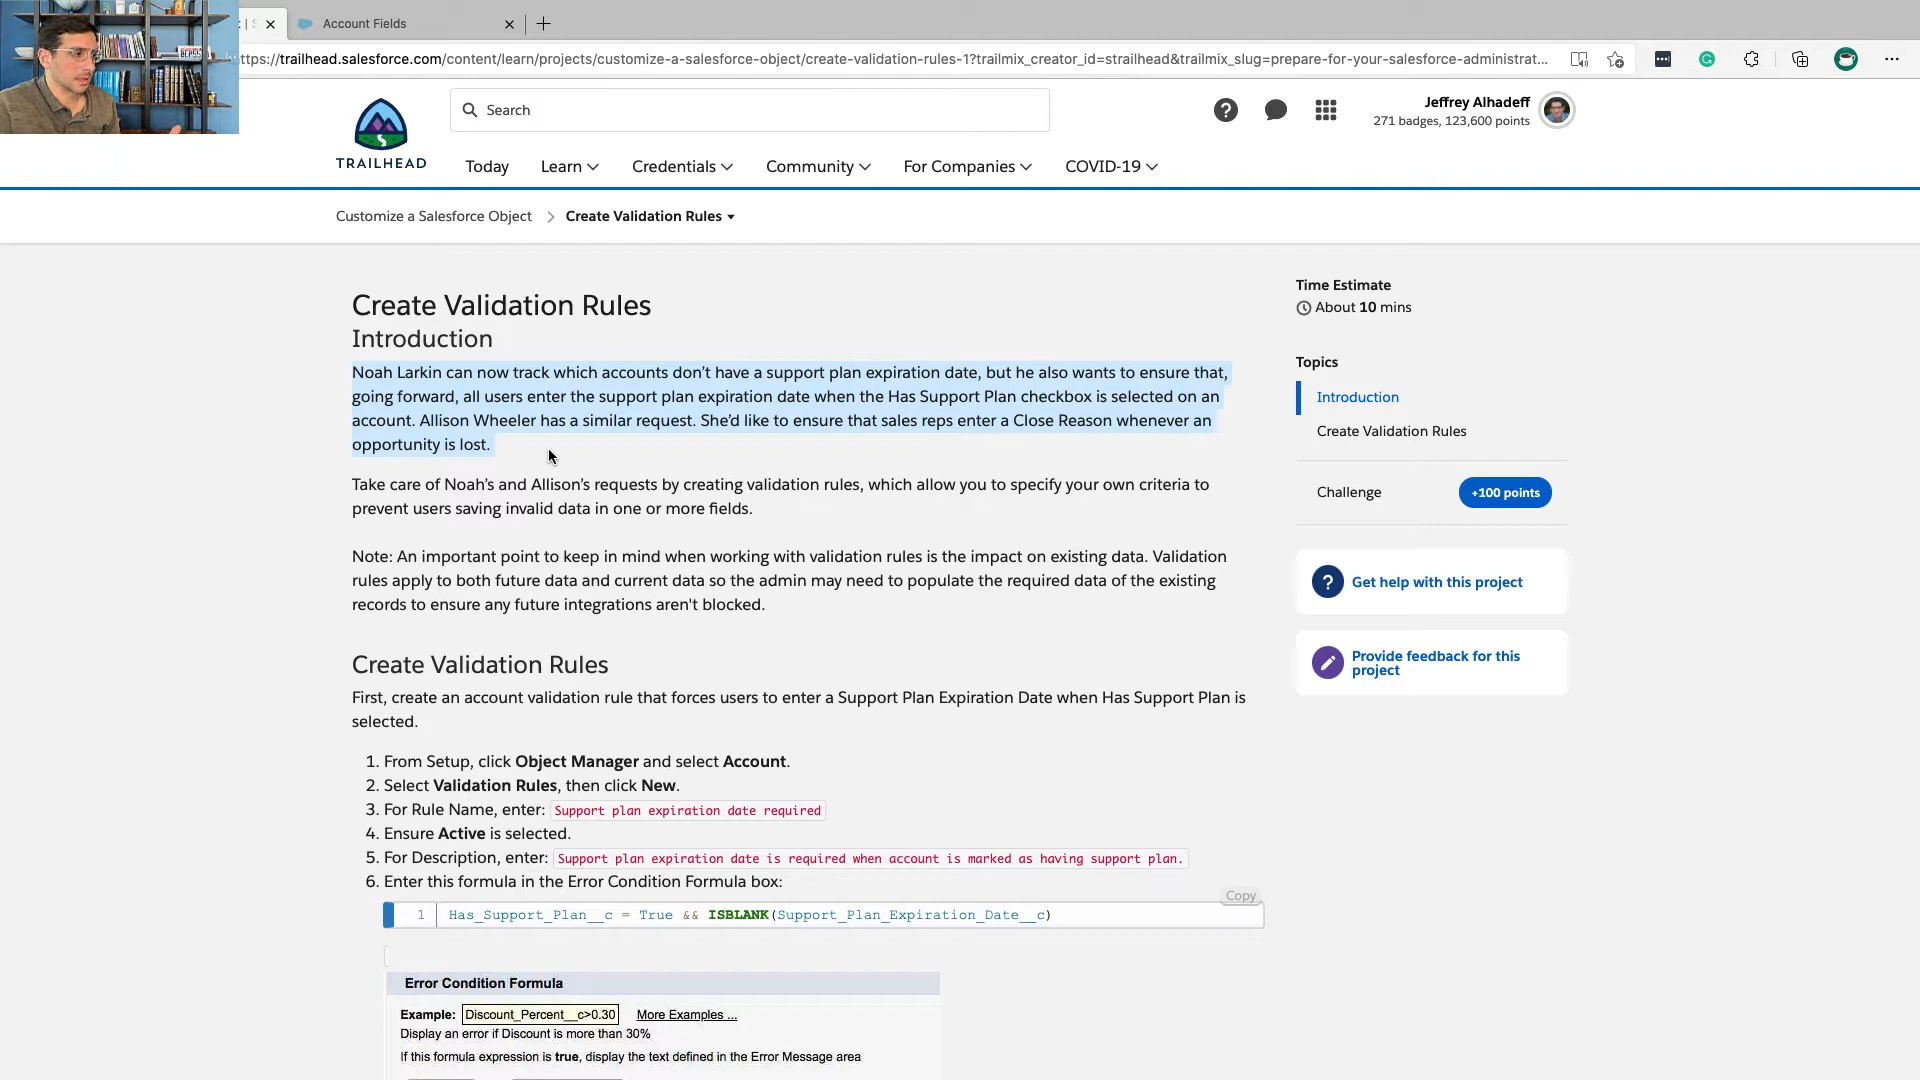 Account Fields
ttps://trailhead.salesforce.com/content/learn/projects/customize-a-salesforce-object/create-validation-rules-1?trailmix_creator_id=strailhead&trailmix_slug=prepare-for-your-salesforce-administrat...
TRAILHEAD
Search
Jeffrey Alhadeff
271 badges, 123,600 points
Today Learn Credentials Community For Companies COVID-19
Customize a Salesforce Object > Create Validation Rules
Create Validation Rules
Introduction
Noah Larkin can now track which accounts don’t have a support plan expiration date, but he also wants to ensure that,
going forward, all users enter the support plan expiration date when the Has Support Plan checkbox is selected on an
account. Allison Wheeler has a similar request. She’d like to ensure that sales reps enter a Close Reason whenever an
opportunity is lost.
Take care of Noah’s and Allison’s requests by creating validation rules, which allow you to specify your own criteria to
prevent users saving invalid data in one or more fields.
Note: An important point to keep in mind when working with validation rules is the impact on existing data. Validation
rules apply to both future data and current data so the admin may need to populate the required data of the existing
records to ensure any future integrations aren't blocked.
Create Validation Rules
First, create an account validation rule that forces users to enter a Support Plan Expiration Date when Has Support Plan is
selected.
1. From Setup, click Object Manager and select Account.
2. Select Validation Rules, then click New.
3. For Rule Name, enter: Support plan expiration date required
4. Ensure Active is selected.
5. For Description, enter: Support plan expiration date is required when account is marked as having support plan.
6. Enter this formula in the Error Condition Formula box:
Copy
1 Has_Support_Plan__c = True && ISBLANK(Support_Plan_Expiration_Date__c)
Error Condition Formula
Example: Discount_Percent__c>0.30 More Examples ...
Display an error if Discount is more than 30%
If this formula expression is true, display the text defined in the Error Message area
Time Estimate
About 10 mins
Topics
Introduction
Create Validation Rules
Challenge +100 points
Get help with this project
Provide feedback for this
project